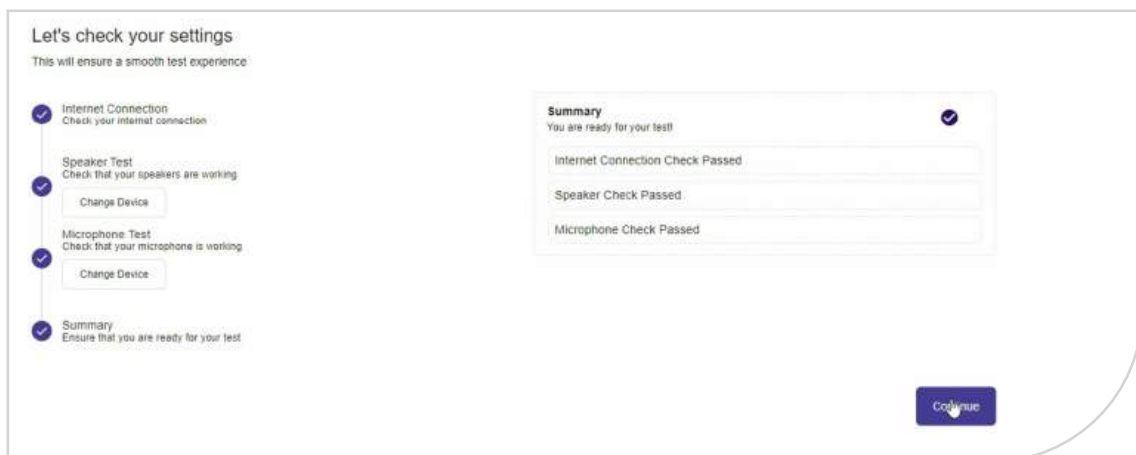 Let's check your settings
This will ensure a smooth test experience
Internet Connection
Check your internet connection
Speaker Test
Check that your speakers are working
Change Device
Microphone Test
Check that your microphone is working
Change Device
Summary
Ensure that you are ready for your test
Summary
You are ready for your test!
Internet Connection Check Passed
Speaker Check Passed
Microphone Check Passed
Continue